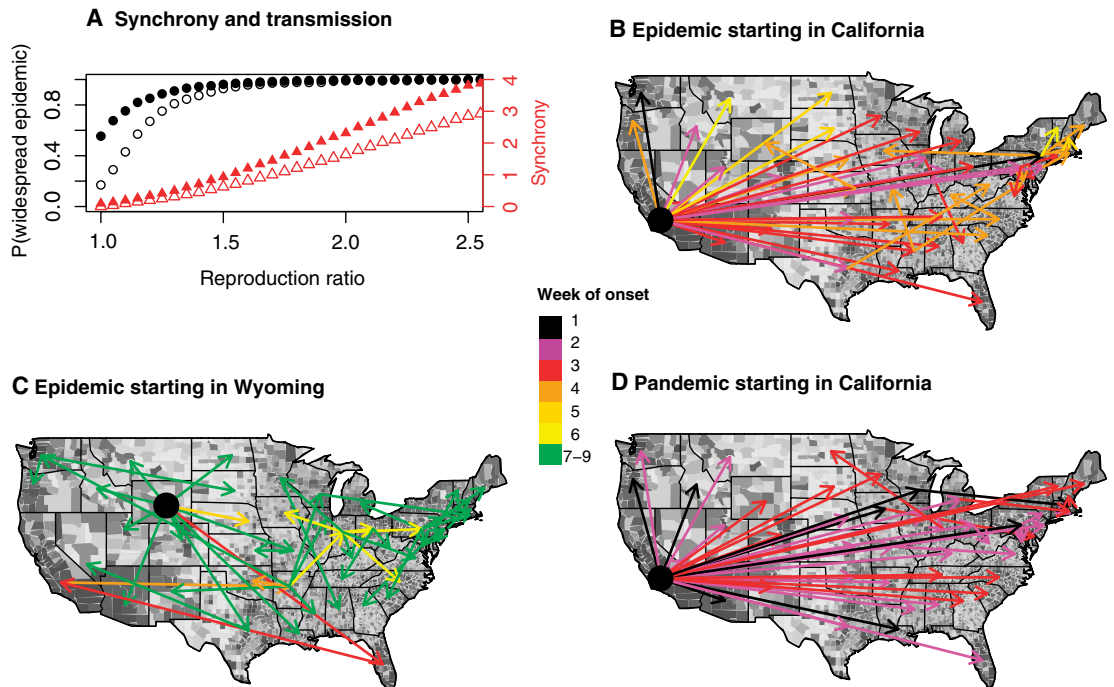 A Synchrony and transmission
P(widespread epidemic)
0.0 0.4 0.8
1.0 1.5 2.0 2.5
Reproduction ratio
0 1 2 3 4
Synchrony
B Epidemic starting in California
Week of onset
1
2
3
4
5
6
7–9
C Epidemic starting in Wyoming
D Pandemic starting in California